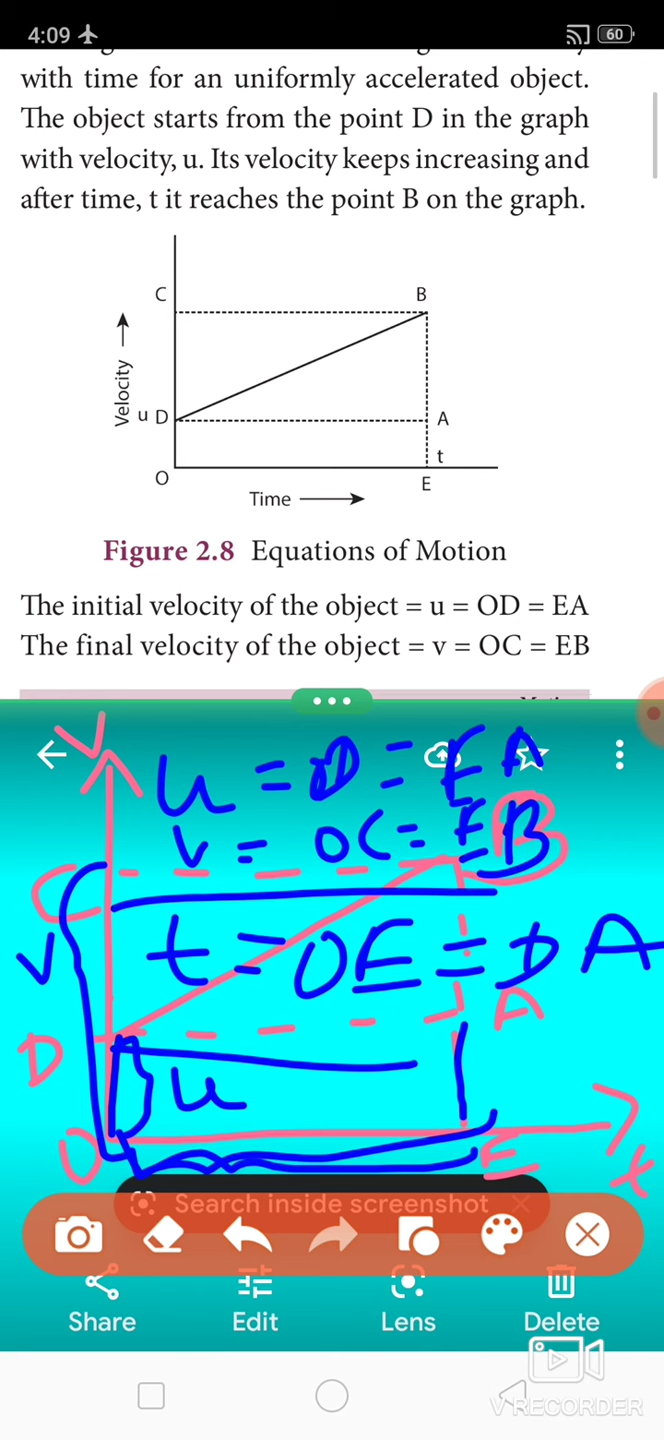 4:09
60
with time for an uniformly accelerated object.
The object starts from the point D in the graph
with velocity, u. Its velocity keeps increasing and
after time, t it reaches the point B on the graph.
C
B
Velocity
u D
A
t
O
E
Time
Figure 2.8 Equations of Motion
The initial velocity of the object = u = OD = EA
The final velocity of the object = v = OC = EB
V
u = OD = EA
v = OC = EB
C
B
t = OE = DA
V
D
A
u
O
E
t
Search inside screenshot
Share
Edit
Lens
Delete
V RECORDER